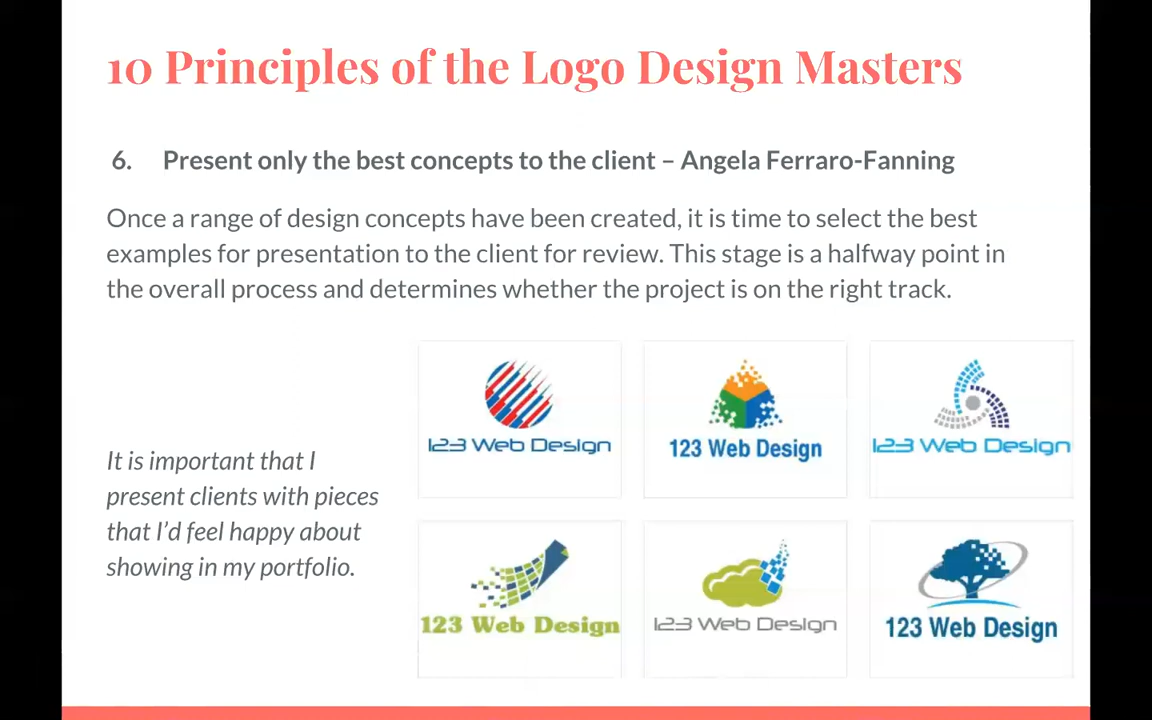 10 Principles of the Logo Design Masters
6. Present only the best concepts to the client – Angela Ferraro-Fanning
Once a range of design concepts have been created, it is time to select the best
examples for presentation to the client for review. This stage is a halfway point in
the overall process and determines whether the project is on the right track.
It is important that I
present clients with pieces
that I’d feel happy about
showing in my portfolio.
123 Web Design
123 Web Design
123 Web Design
123 Web Design
123 Web Design
123 Web Design